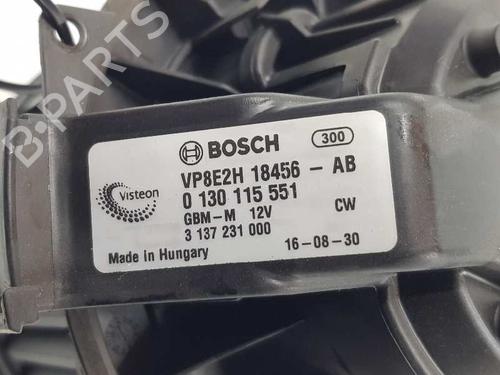 BOSCH 300
VP8E2H 18456 - AB
0 130 115 551
Visteon GBM-M 12V CW
3 137 231 000
Made in Hungary 16-08-30
B-PARTS
B-PARTS